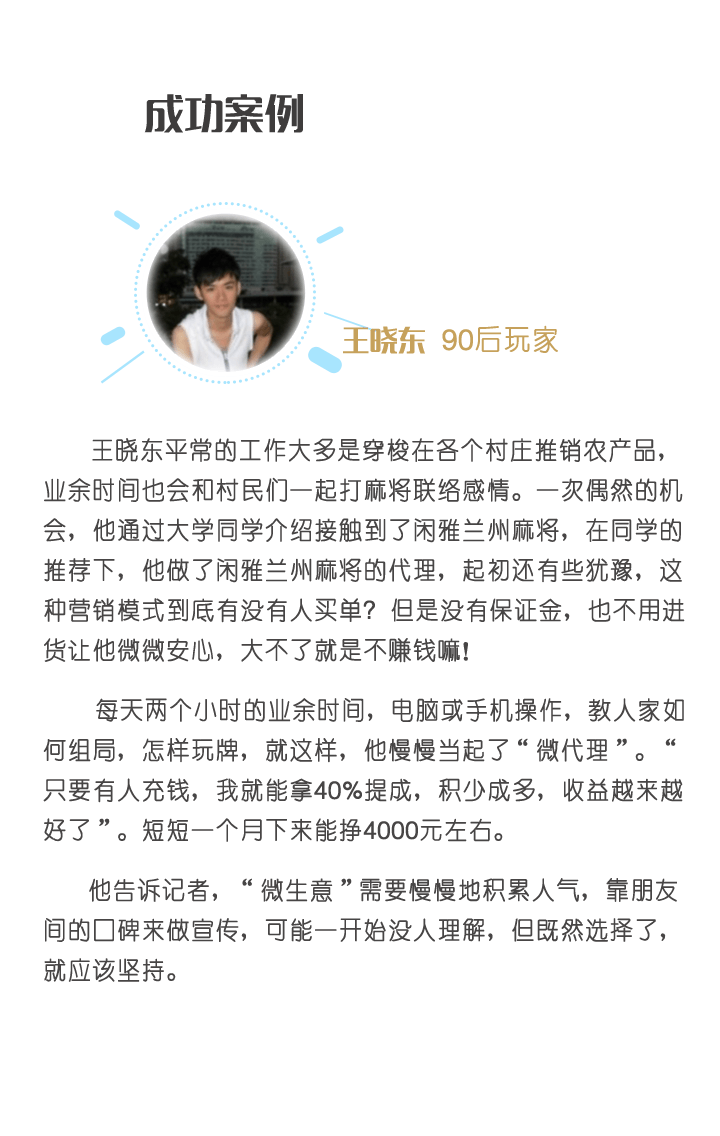 成功案例
王晓东 90后玩家
王晓东平常的工作大多是穿梭在各个村庄推销农产品，
业余时间也会和村民们一起打麻将联络感情。一次偶然的机
会，他通过大学同学介绍接触到了闲雅兰州麻将，在同学的
推荐下，他做了闲雅兰州麻将的代理，起初还有些犹豫，这
种营销模式到底有没有人买单？但是没有保证金，也不用进
货让他微微安心，大不了就是不赚钱嘛！
每天两个小时的业余时间，电脑或手机操作，教人家如
何组局，怎样玩牌，就这样，他慢慢当起了“微代理”。“
只要有人充钱，我就能拿40%提成，积少成多，收益越来越
好了”。短短一个月下来能挣4000元左右。
他告诉记者，“微生意”需要慢慢地积累人气，靠朋友
间的口碑来做宣传，可能一开始没人理解，但既然选择了，
就应该坚持。